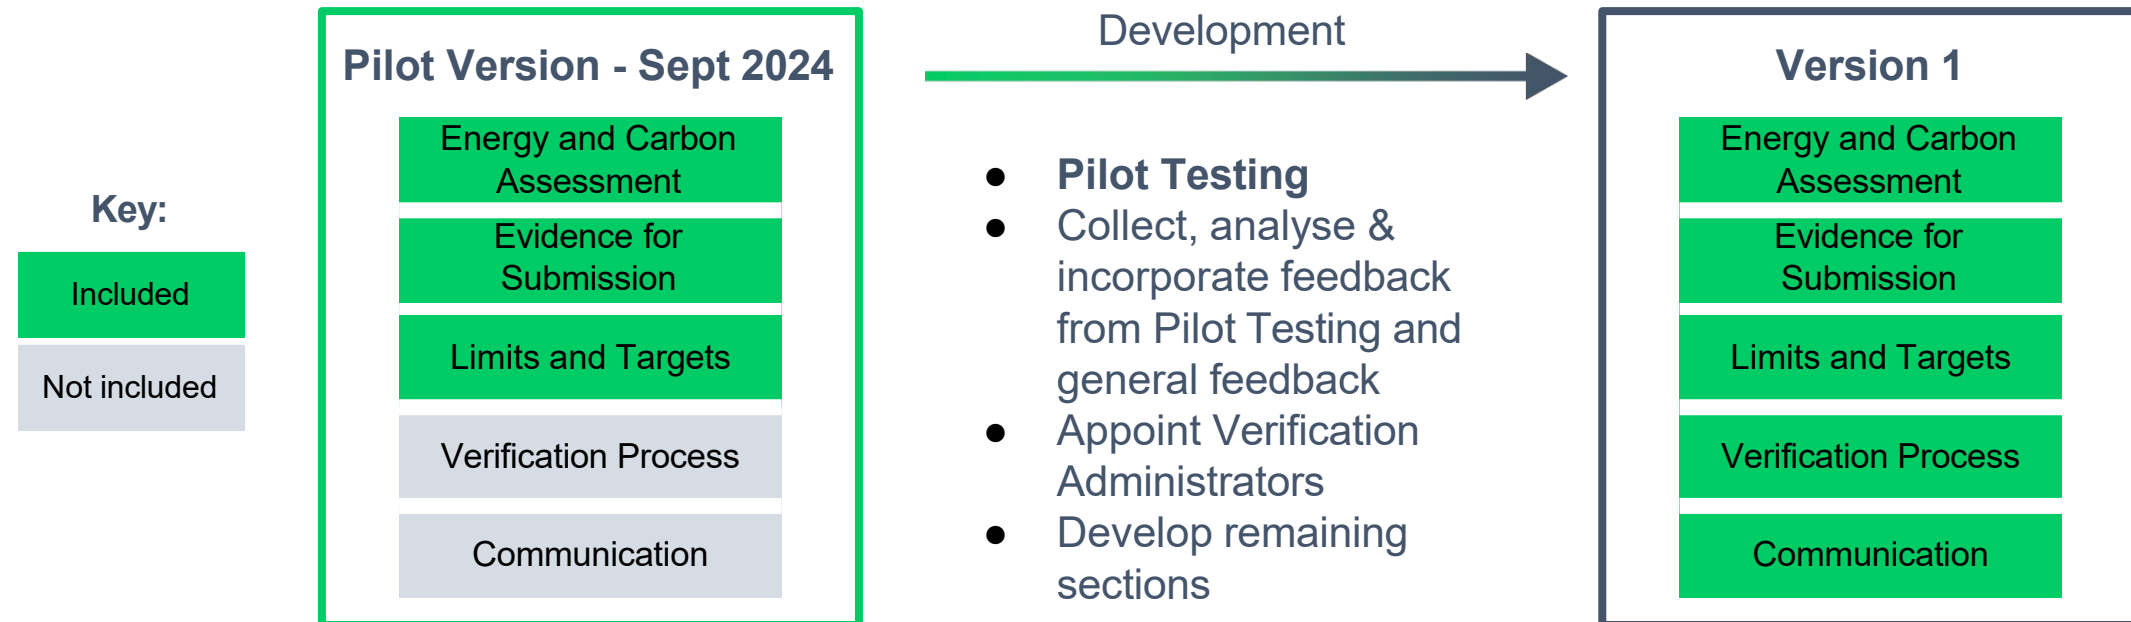 Key:
Included
Not included
Pilot Version - Sept 2024
Energy and Carbon
Assessment
Evidence for
Submission
Limits and Targets
Verification Process
Communication
Development
● Pilot Testing
● Collect, analyse &
incorporate feedback
from Pilot Testing and
general feedback
● Appoint Verification
Administrators
● Develop remaining
sections
Version 1
Energy and Carbon
Assessment
Evidence for
Submission
Limits and Targets
Verification Process
Communication